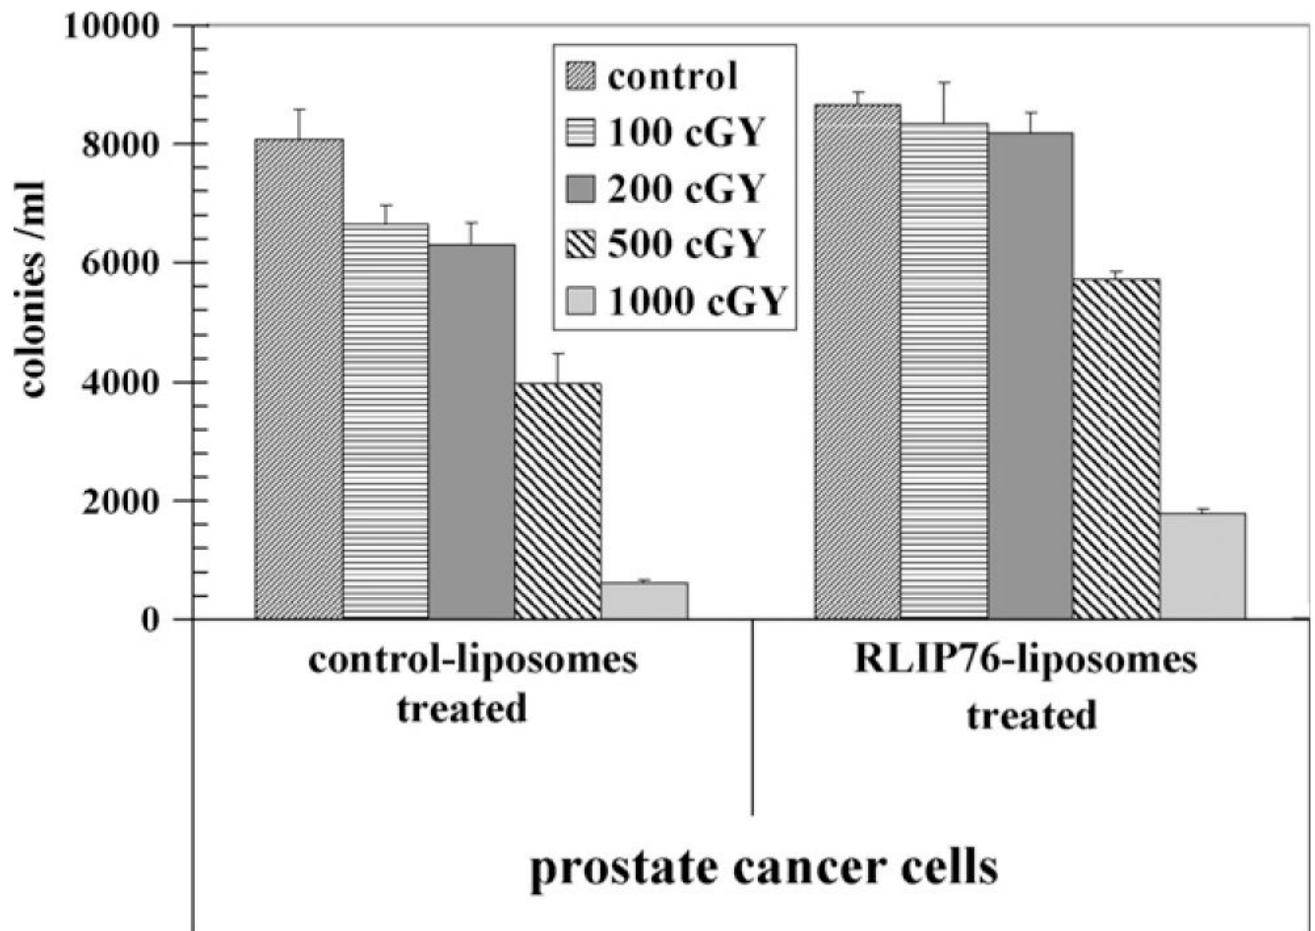 10000
8000
6000
4000
2000
0
colonies /ml
control
100 cGY
200 cGY
500 cGY
1000 cGY
control-liposomes
treated
RLIP76-liposomes
treated
prostate cancer cells